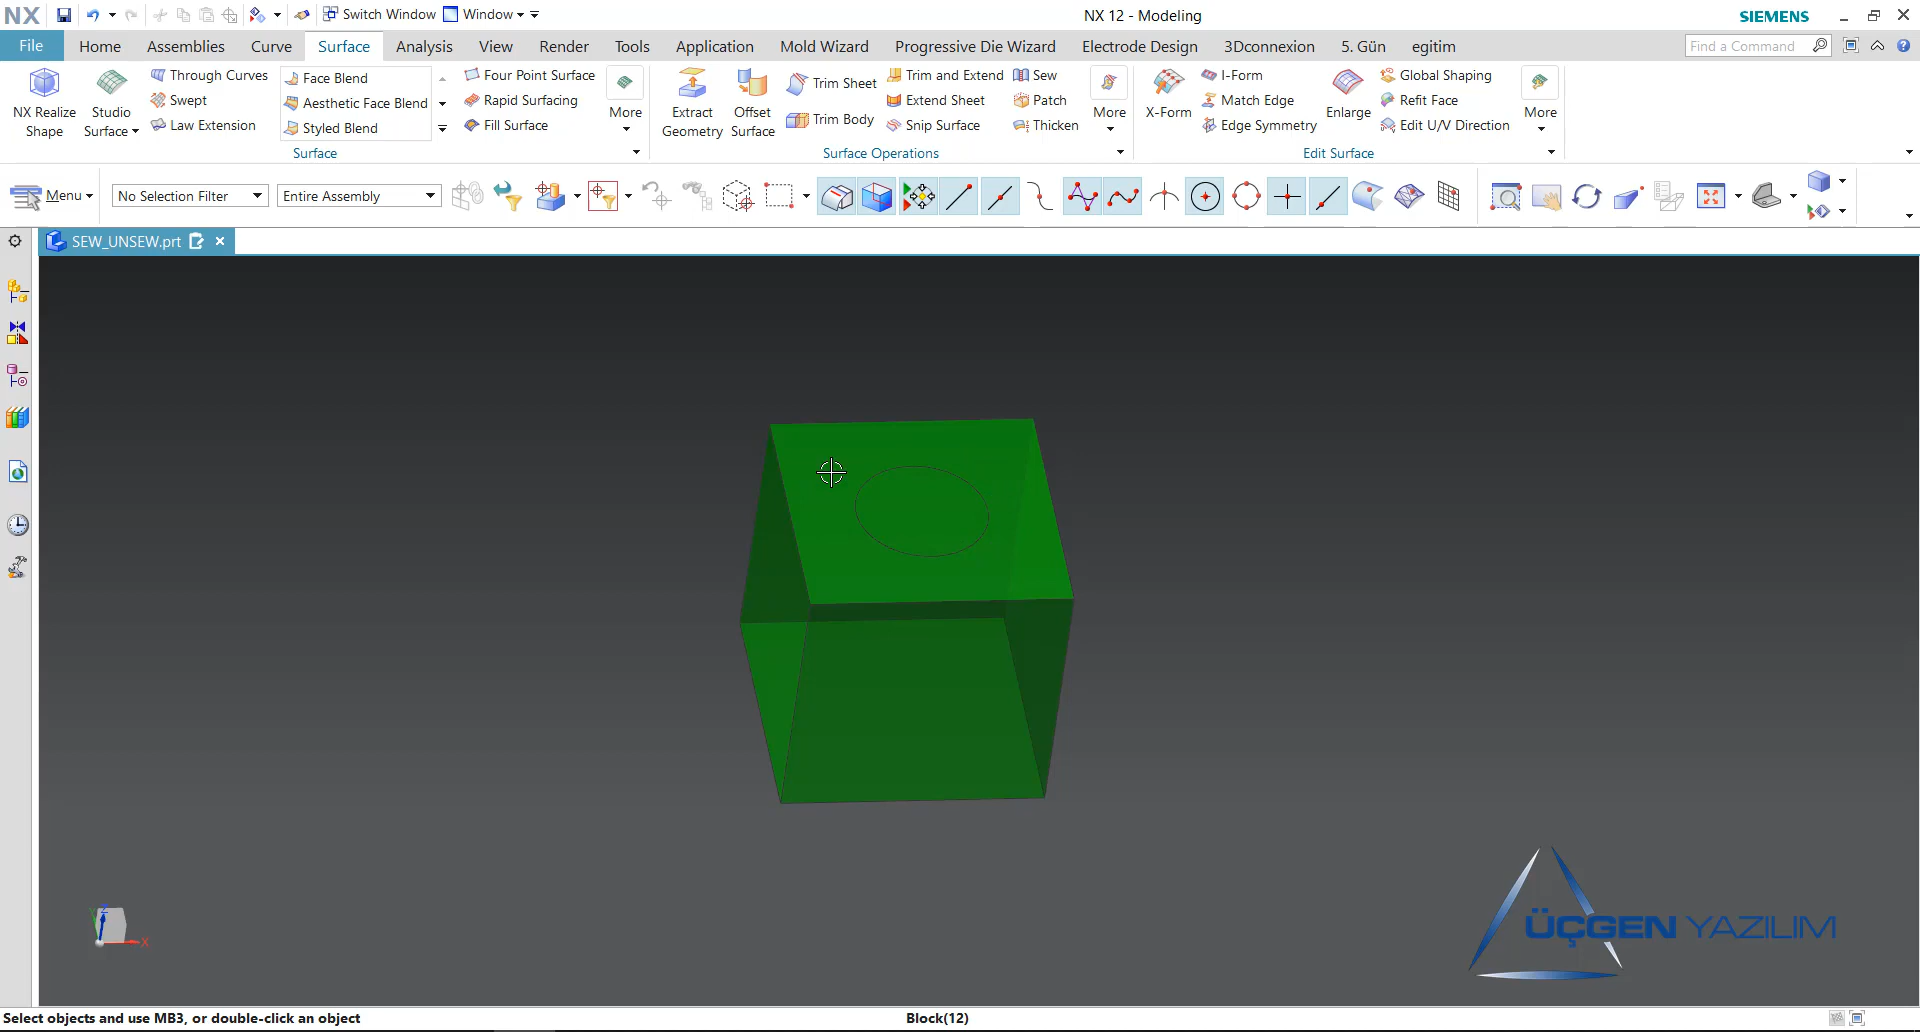 NX Switch Window Window NX 12 - Modeling SIEMENS
File Home Assemblies Curve Surface Analysis View Render Tools Application Mold Wizard Progressive Die Wizard Electrode Design 3Dconnexion 5. Gün egitim Find a Command
NX Realize Shape
Studio Surface
Through Curves
Swept
Law Extension
Face Blend
Aesthetic Face Blend
Styled Blend
Four Point Surface
Rapid Surfacing
Fill Surface
More
Surface
Extract Geometry
Offset Surface
Trim Sheet
Trim Body
Trim and Extend
Extend Sheet
Snip Surface
Sew
Patch
Thicken
More
Surface Operations
X-Form
I-Form
Match Edge
Edge Symmetry
Enlarge
Global Shaping
Refit Face
Edit U/V Direction
More
Edit Surface
Menu No Selection Filter Entire Assembly
SEW_UNSEW.prt
Z
X
ÜÇGEN YAZILIM
Select objects and use MB3, or double-click an object Block(12)